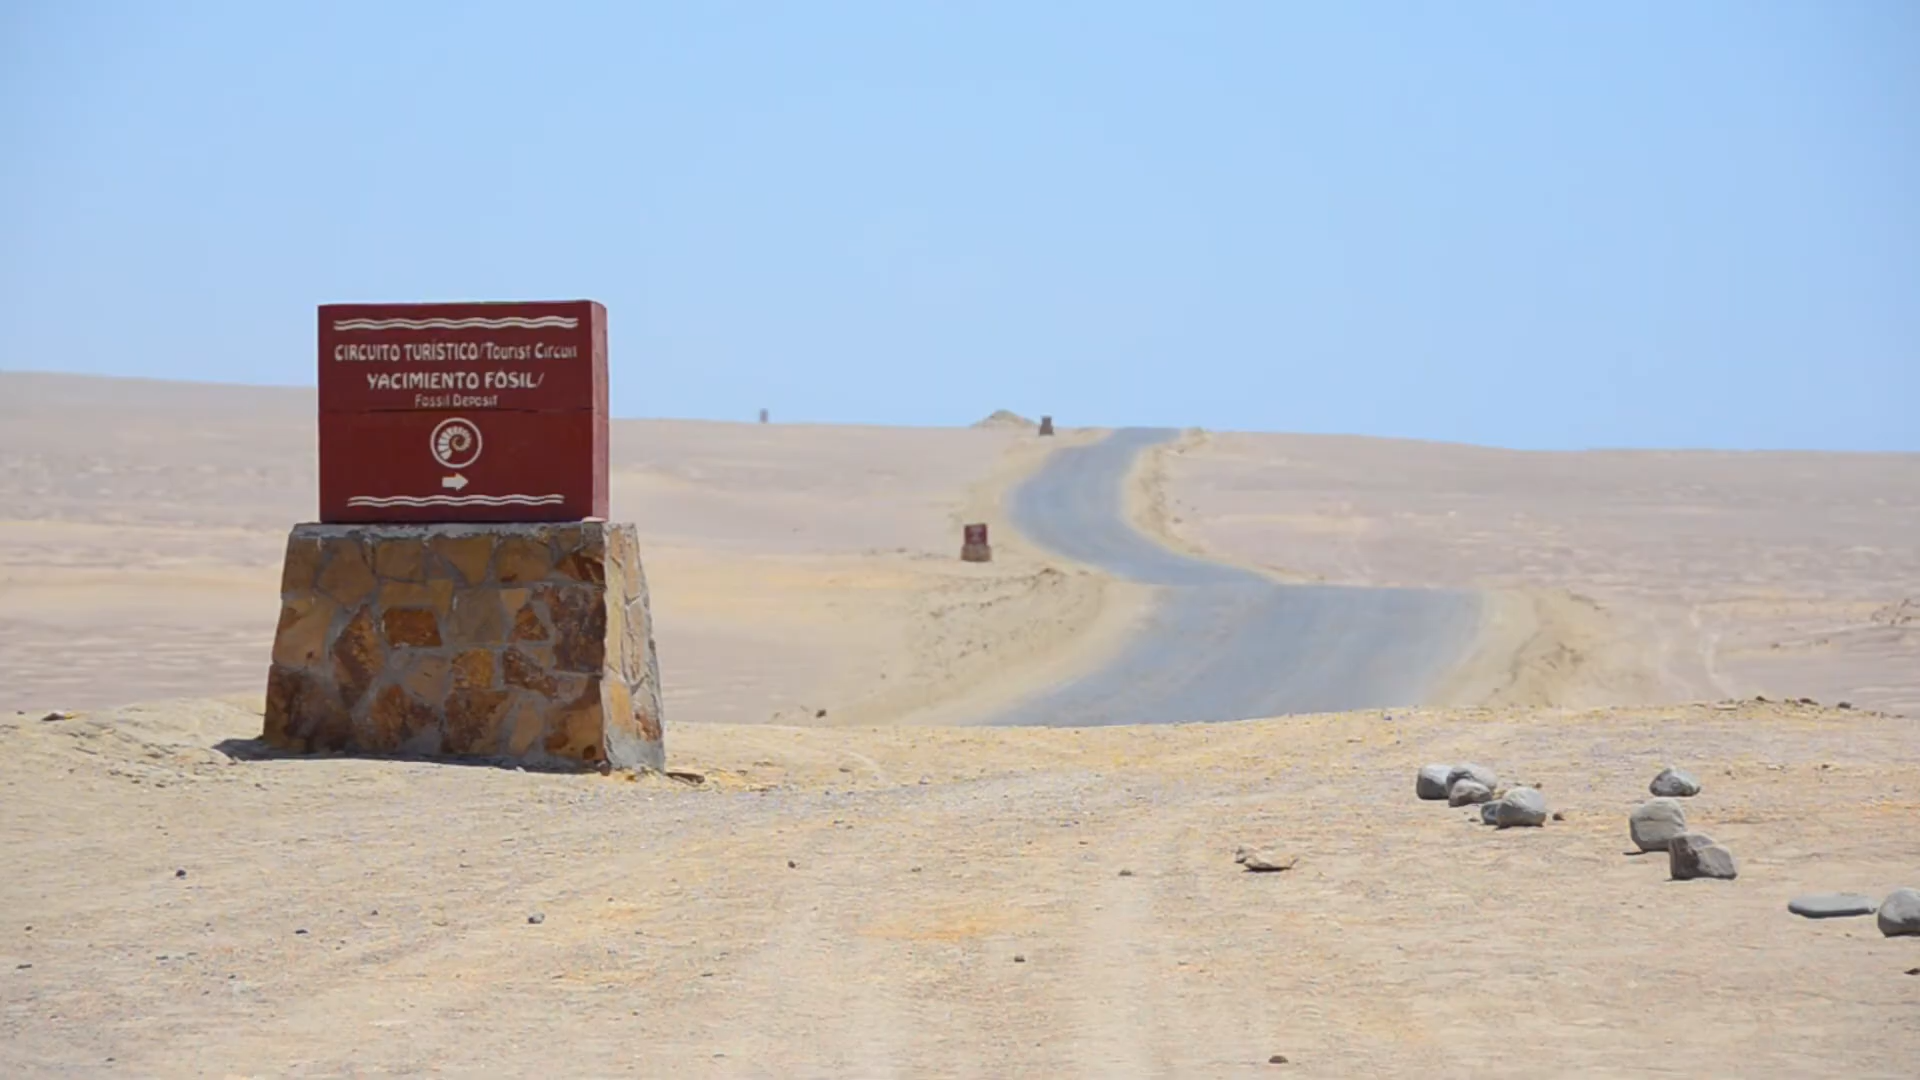 CIRCUITO TURÍSTICO/Tourist Circuit
YACIMIENTO FÓSIL/
Fossil Deposit